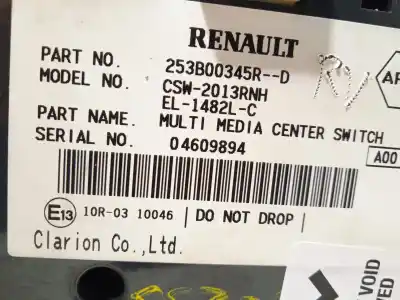 RENAULT
PART NO. 253B00345R--D
MODEL NO. CSW-2013RNH
EL-1482L-C
PART NAME. MULTI MEDIA CENTER SWITCH
SERIAL NO. 04609894
A00
E13 10R-03 10046 DO NOT DROP
Clarion Co.,Ltd.